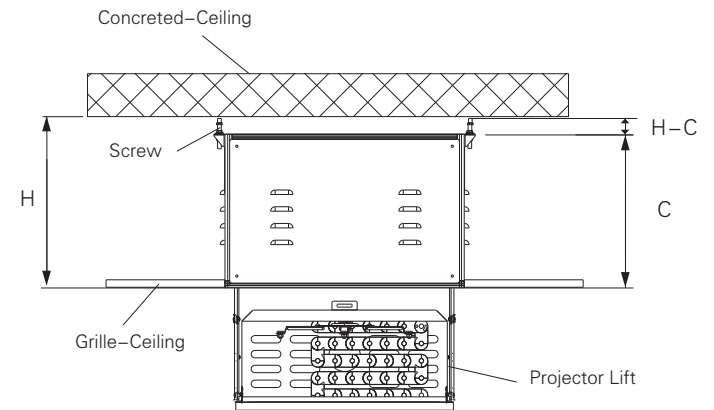 Concreted–Ceiling
H–C
Screw
H
C
Grille–Ceiling
Projector Lift